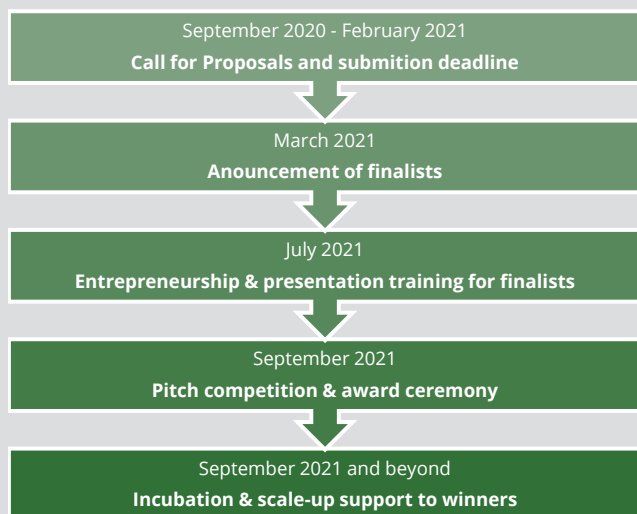 September 2020 - February 2021
Call for Proposals and submition deadline
March 2021
Anouncement of finalists
July 2021
Entrepreneurship & presentation training for finalists
September 2021
Pitch competition & award ceremony
September 2021 and beyond
Incubation & scale-up support to winners